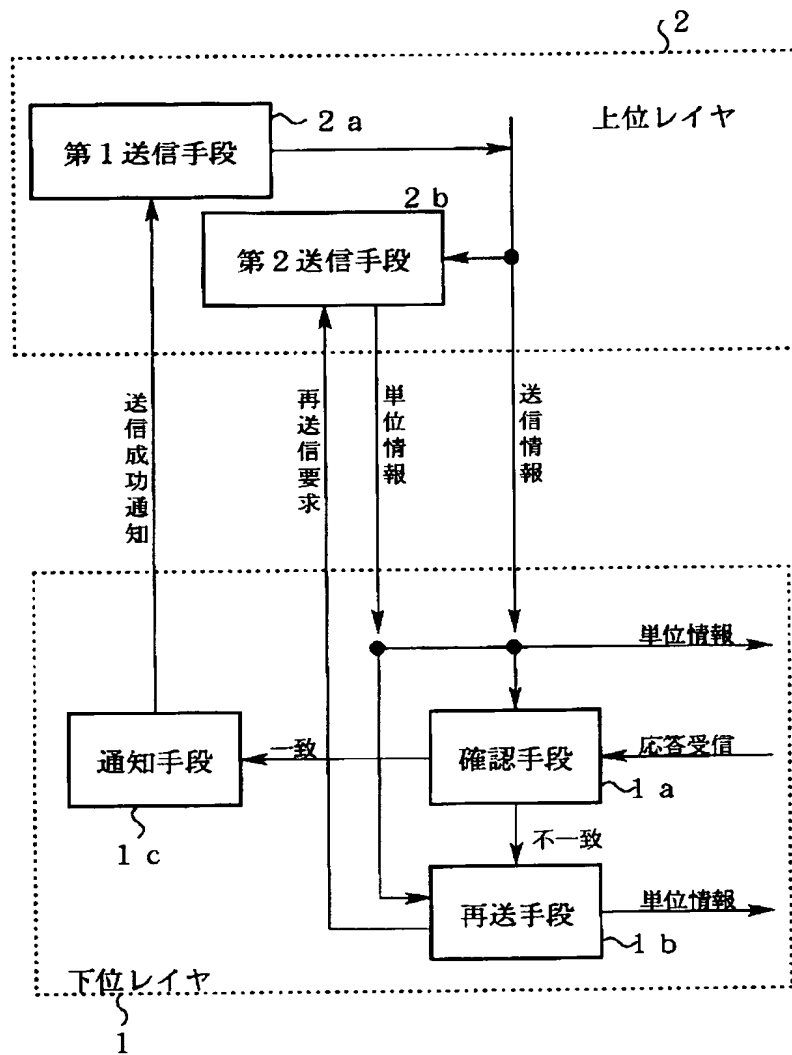 2
上位レイヤ
第1送信手段
2a
2b
第2送信手段
送信成功通知
再送信要求
単位情報
送信情報
単位情報
通知手段
一致
確認手段
応答受信
1a
1c
不一致
再送手段
単位情報
1b
下位レイヤ
1